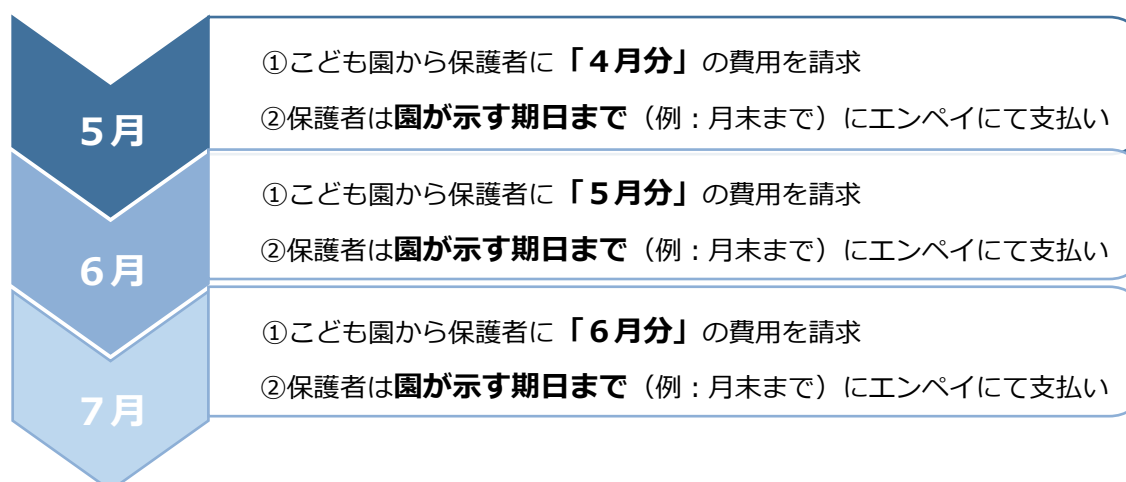 5月
①こども園から保護者に「４月分」の費用を請求
②保護者は園が示す期日まで（例：月末まで）にエンペイにて支払い
6月
①こども園から保護者に「５月分」の費用を請求
②保護者は園が示す期日まで（例：月末まで）にエンペイにて支払い
7月
①こども園から保護者に「６月分」の費用を請求
②保護者は園が示す期日まで（例：月末まで）にエンペイにて支払い